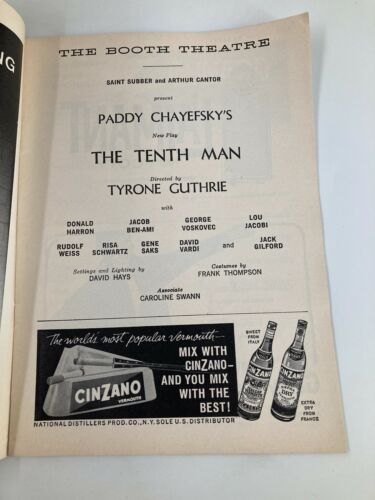 NG
THE BOOTH THEATRE
SAINT SUBBER and ARTHUR CANTOR
present
PADDY CHAYEFSKY'S
New Play
THE TENTH MAN
Directed by
TYRONE GUTHRIE
with
DONALD HARRON JACOB BEN-AMI GEORGE VOSKOVEC LOU JACOBI
RUDOLF WEISS RISA SCHWARTZ GENE SAKS DAVID VARDI and JACK GILFORD
Settings and Lighting by
DAVID HAYS
Costumes by
FRANK THOMPSON
Associate
CAROLINE SWANN
The world's most popular vermouth—
MIX WITH
CINZANO—
AND YOU MIX
WITH THE
BEST!
CINZANO
VERMOUTH
SWEET
FROM
ITALY
CINZANO
CINZANO
DRY
EXTRA
DRY
FROM
FRANCE
NATIONAL DISTILLERS PROD. CO., N.Y. SOLE U.S. DISTRIBUTOR